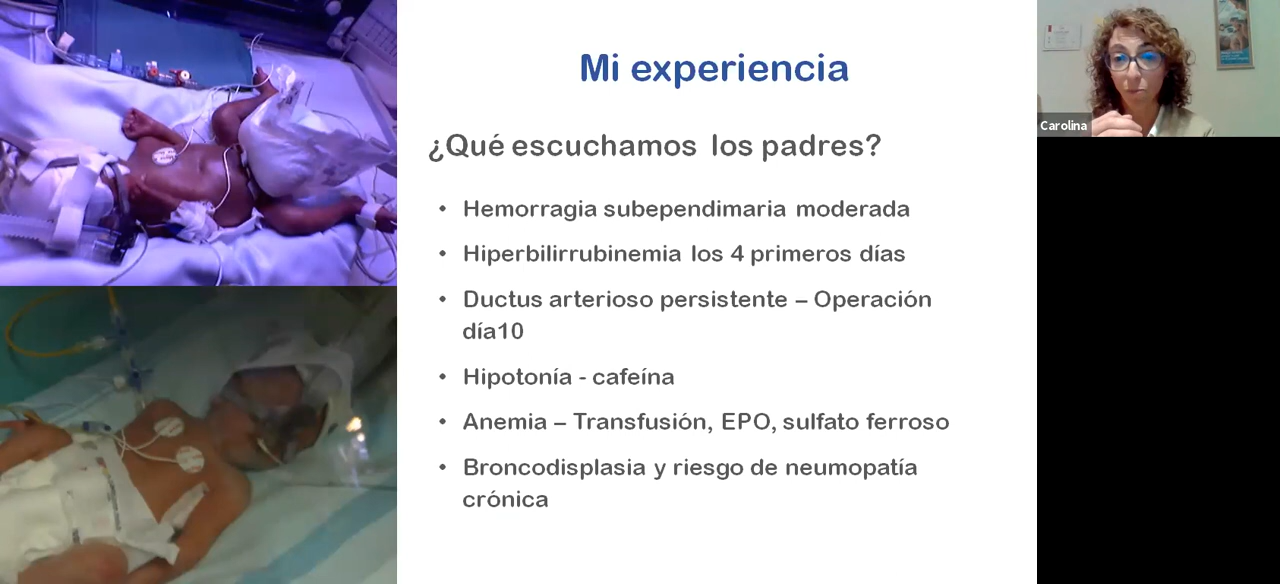 Mi experiencia
¿Qué escuchamos los padres?
• Hemorragia subependimaria moderada
• Hiperbilirrubinemia los 4 primeros días
• Ductus arterioso persistente – Operación
día10
• Hipotonía - cafeína
• Anemia – Transfusión, EPO, sulfato ferroso
• Broncodisplasia y riesgo de neumopatía
crónica
Carolina